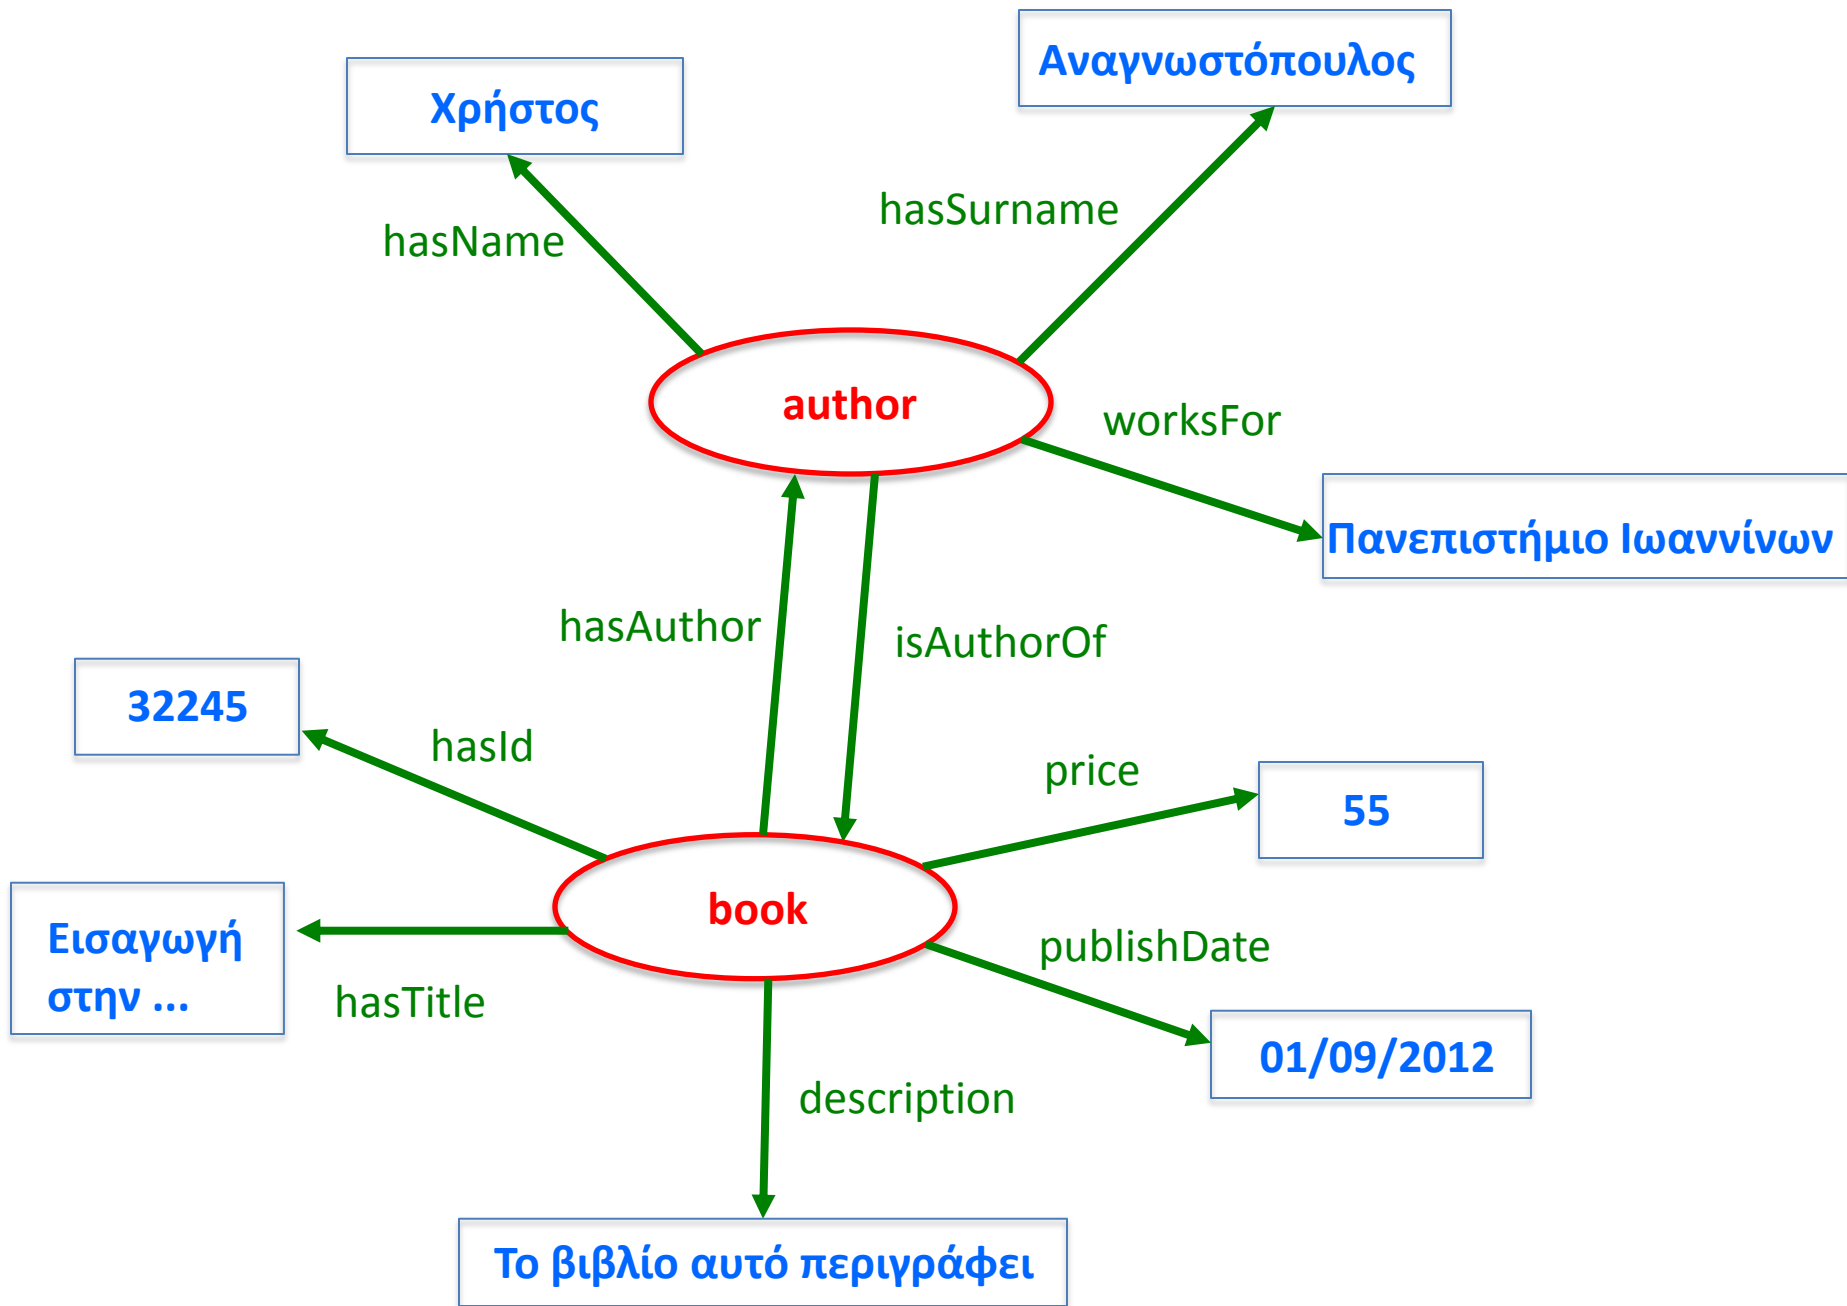 Αναγνωστόπουλος
Χρήστος
hasSurname
hasName
author
worksFor
Πανεπιστήμιο Ιωαννίνων
hasAuthor
isAuthorOf
32245
hasId
price
55
book
Εισαγωγή
στην ...
publishDate
hasTitle
01/09/2012
description
Το βιβλίο αυτό περιγράφει